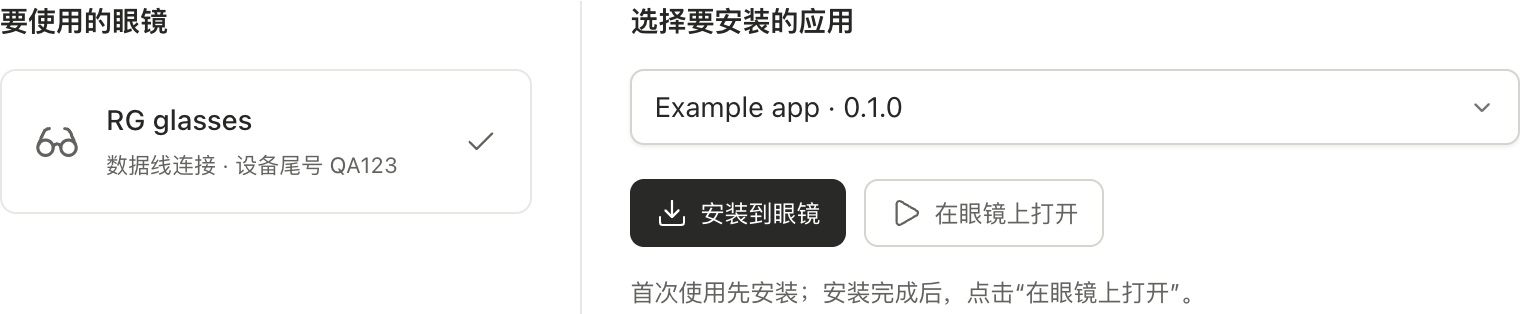 要使用的眼镜
RG glasses
数据线连接 · 设备尾号 QA123
选择要安装的应用
Example app · 0.1.0
安装到眼镜
在眼镜上打开
首次使用先安装；安装完成后，点击“在眼镜上打开”。